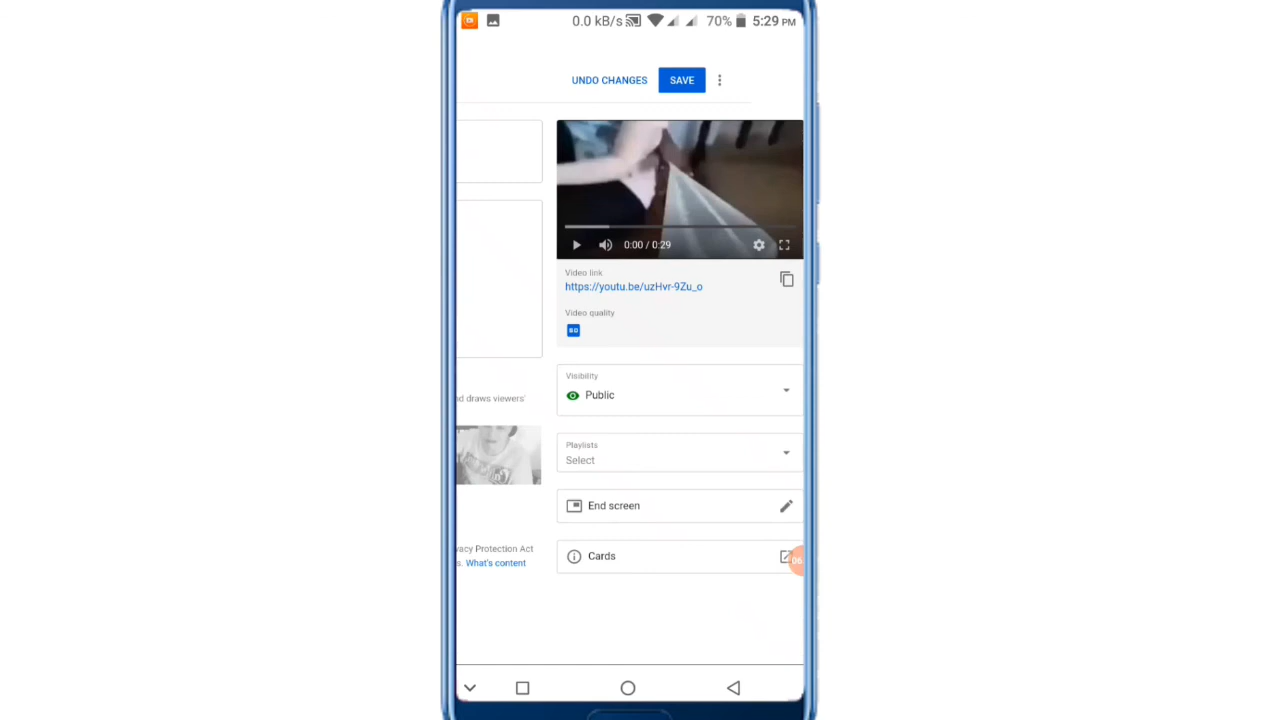 0.0 kB/s 70% 5:29 PM
UNDO CHANGES SAVE
0:00 / 0:29
Video link
https://youtu.be/uzHvr-9Zu_o
Video quality
SD
Visibility
Public
nd draws viewers'
Playlists
Select
End screen
vacy Protection Act
s. What's content
Cards
06